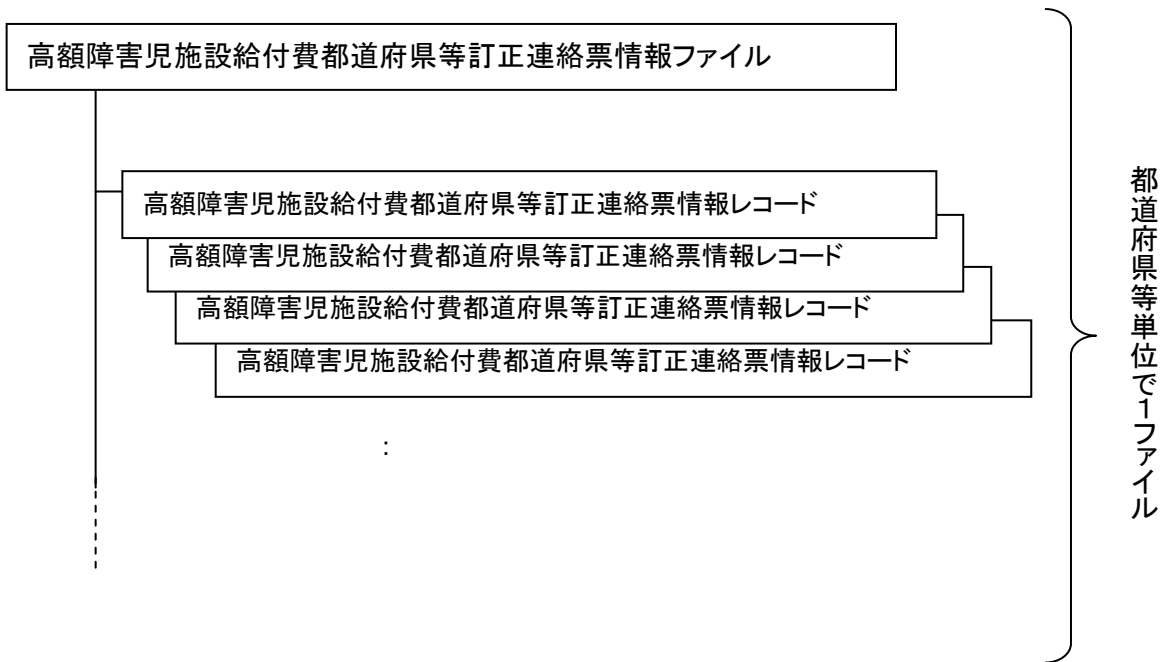 高額障害児施設給付費都道府県等訂正連絡票情報ファイル
高額障害児施設給付費都道府県等訂正連絡票情報レコード
高額障害児施設給付費都道府県等訂正連絡票情報レコード
高額障害児施設給付費都道府県等訂正連絡票情報レコード
高額障害児施設給付費都道府県等訂正連絡票情報レコード
:
都道府県等単位で1ファイル